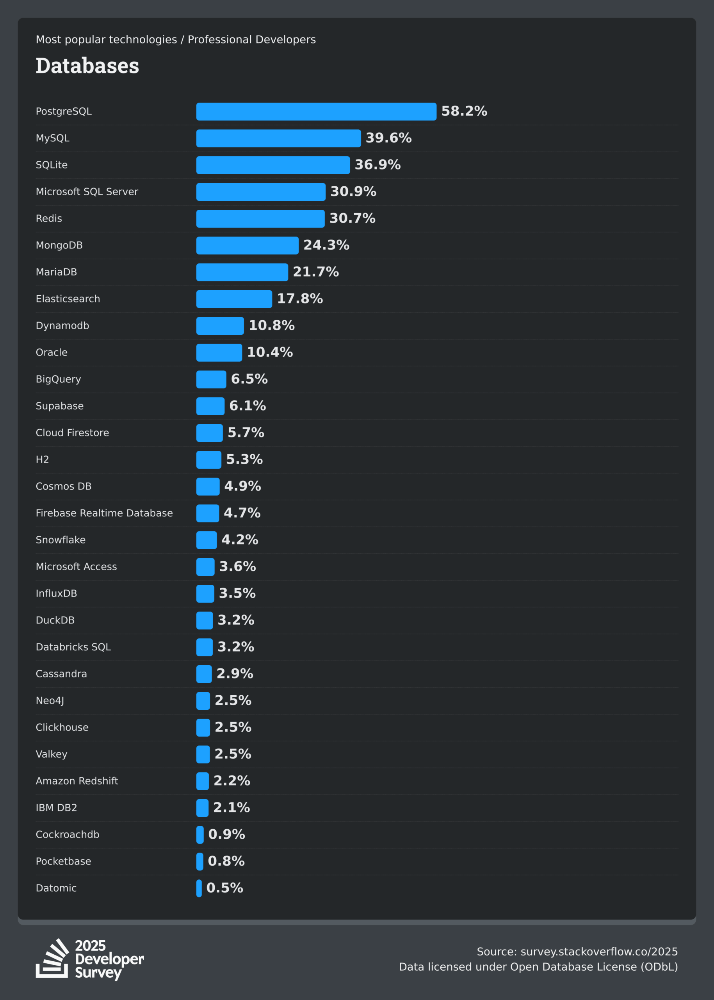 Most popular technologies / Professional Developers
Databases
PostgreSQL 58.2%
MySQL 39.6%
SQLite 36.9%
Microsoft SQL Server 30.9%
Redis 30.7%
MongoDB 24.3%
MariaDB 21.7%
Elasticsearch 17.8%
Dynamodb 10.8%
Oracle 10.4%
BigQuery 6.5%
Supabase 6.1%
Cloud Firestore 5.7%
H2 5.3%
Cosmos DB 4.9%
Firebase Realtime Database 4.7%
Snowflake 4.2%
Microsoft Access 3.6%
InfluxDB 3.5%
DuckDB 3.2%
Databricks SQL 3.2%
Cassandra 2.9%
Neo4J 2.5%
Clickhouse 2.5%
Valkey 2.5%
Amazon Redshift 2.2%
IBM DB2 2.1%
Cockroachdb 0.9%
Pocketbase 0.8%
Datomic 0.5%
2025
Developer
Survey
Source: survey.stackoverflow.co/2025
Data licensed under Open Database License (ODbL)